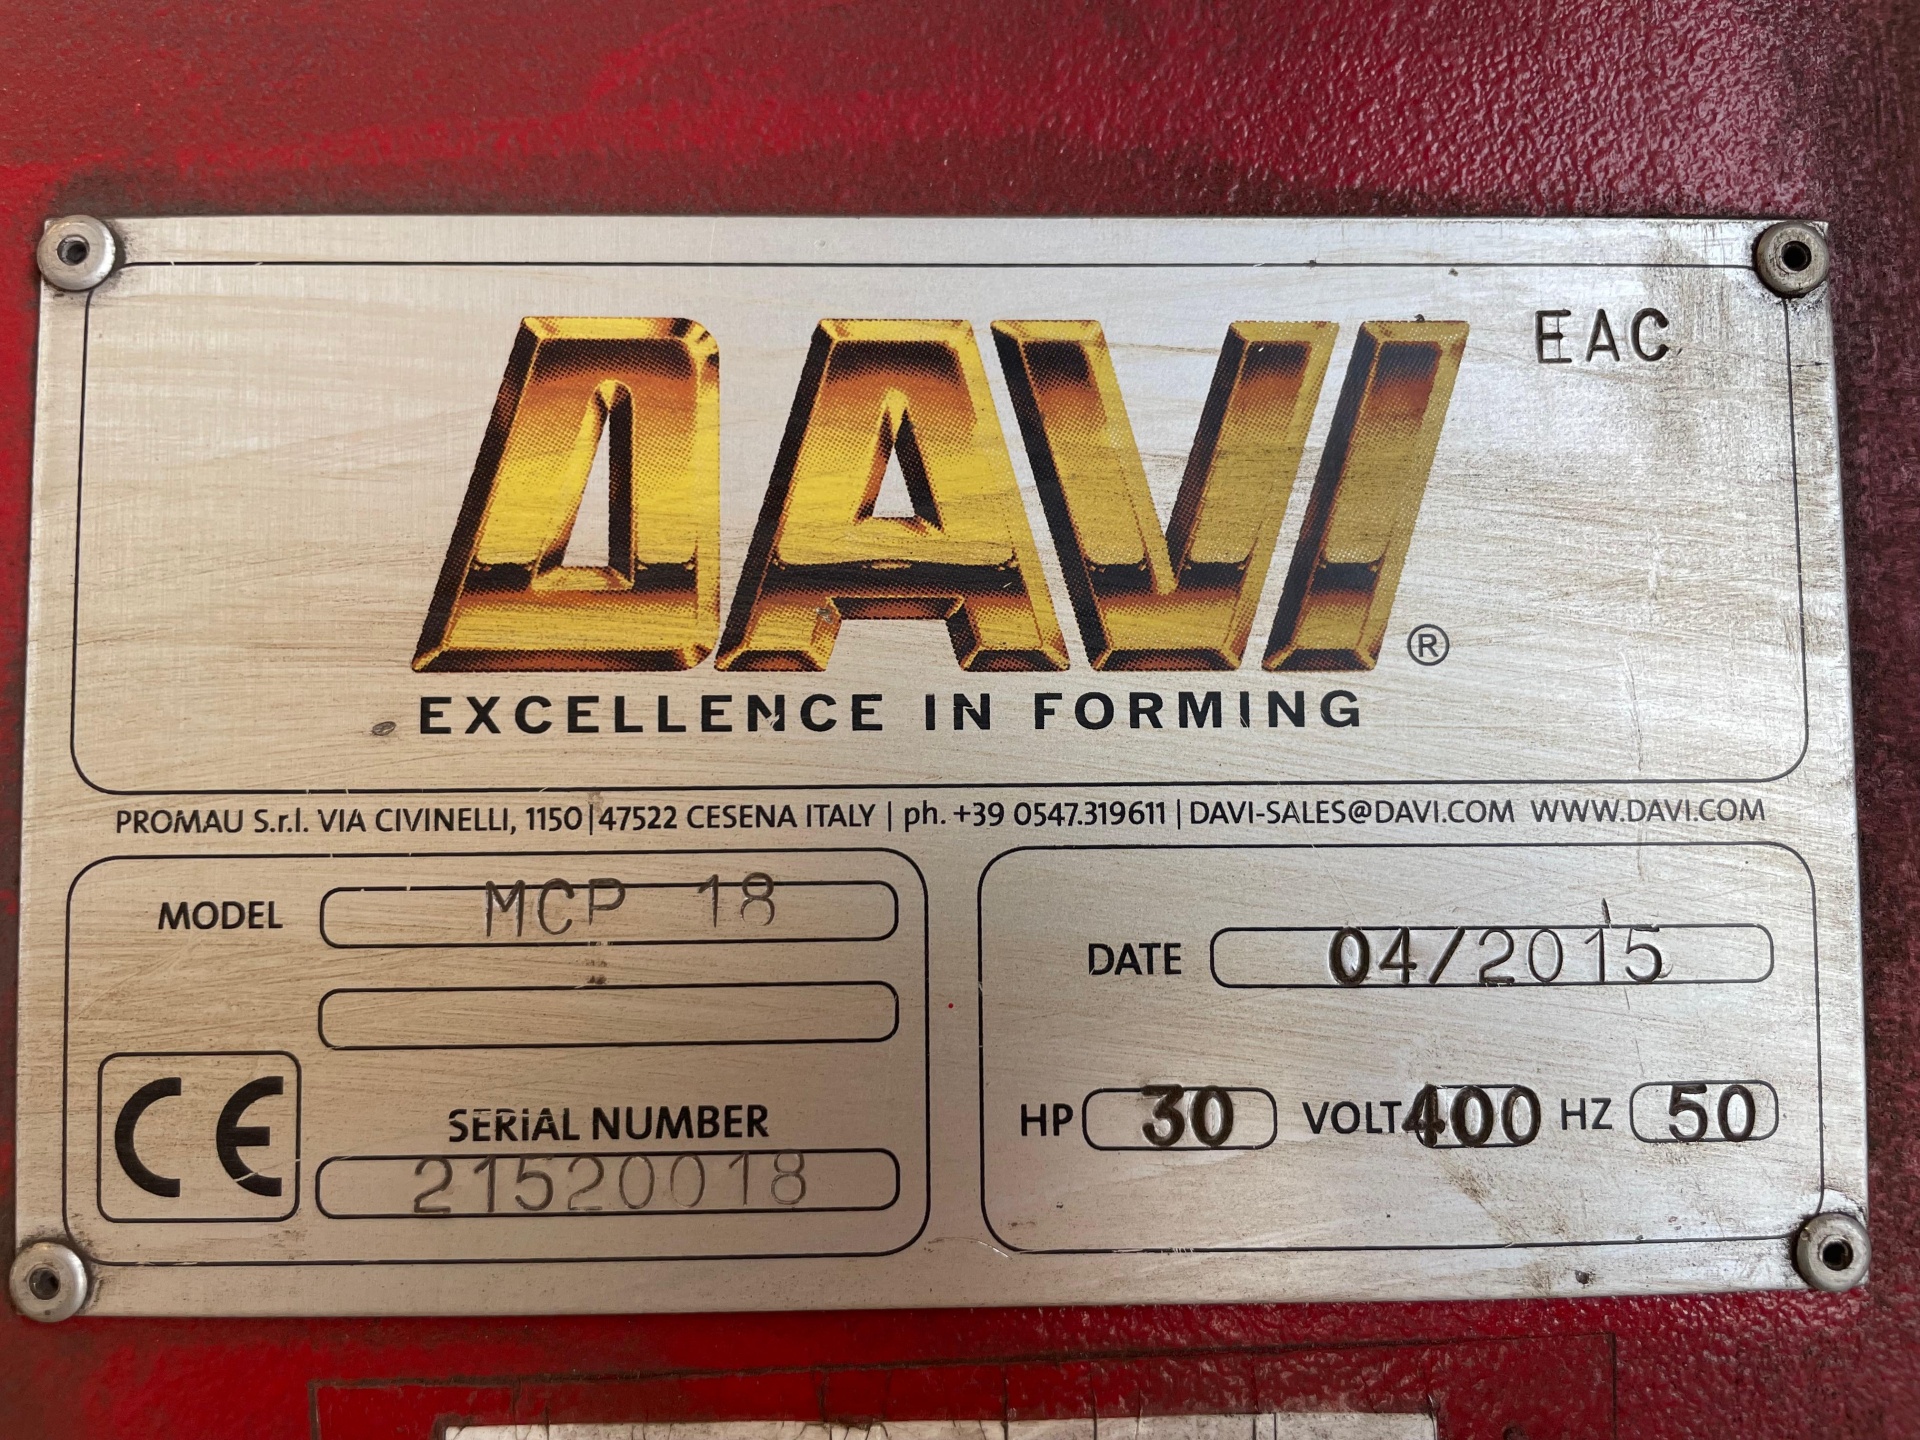 EAC
DAVI®
EXCELLENCE IN FORMING
PROMAU S.r.l. VIA CIVINELLI, 1150 | 47522 CESENA ITALY | ph. +39 0547.319611 | DAVI-SALES@DAVI.COM WWW.DAVI.COM
MODEL MCP 18
DATE 04/2015
CE
SERIAL NUMBER
21520018
HP 30 VOLT 400 HZ 50